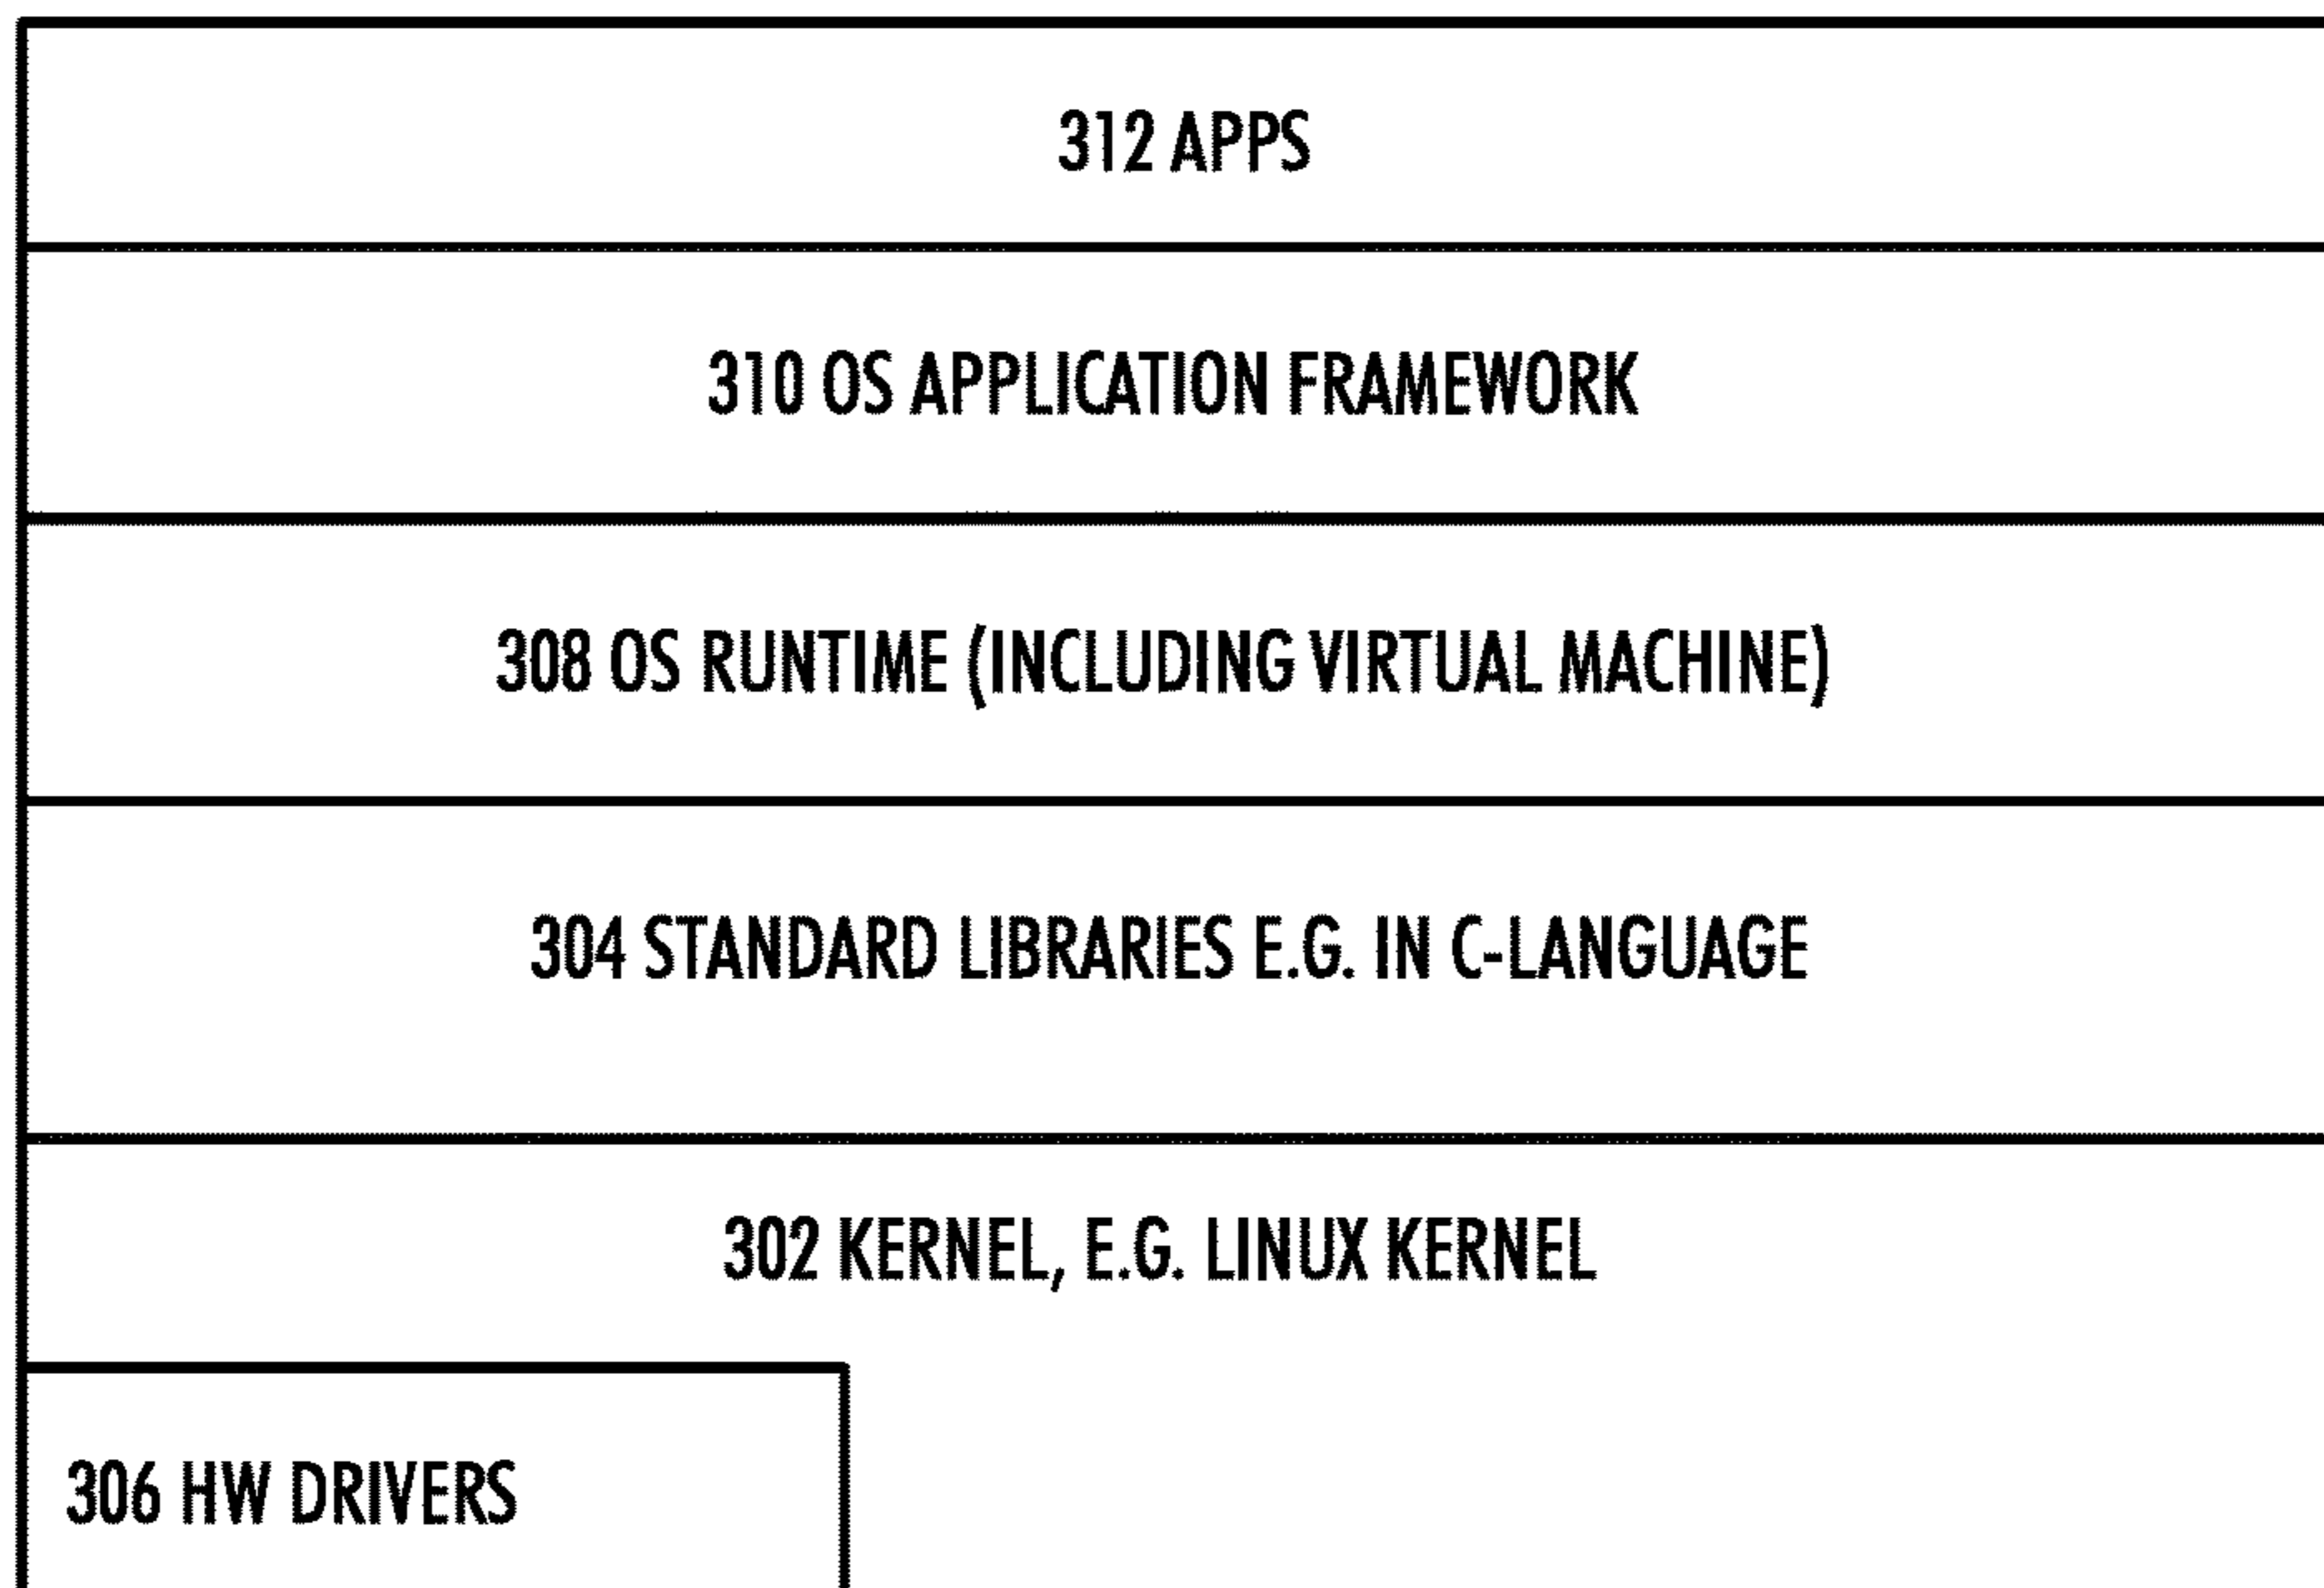 312 APPS
310 OS APPLICATION FRAMEWORK
308 OS RUNTIME (INCLUDING VIRTUAL MACHINE)
304 STANDARD LIBRARIES E.G. IN C-LANGUAGE
302 KERNEL, E.G. LINUX KERNEL
306 HW DRIVERS